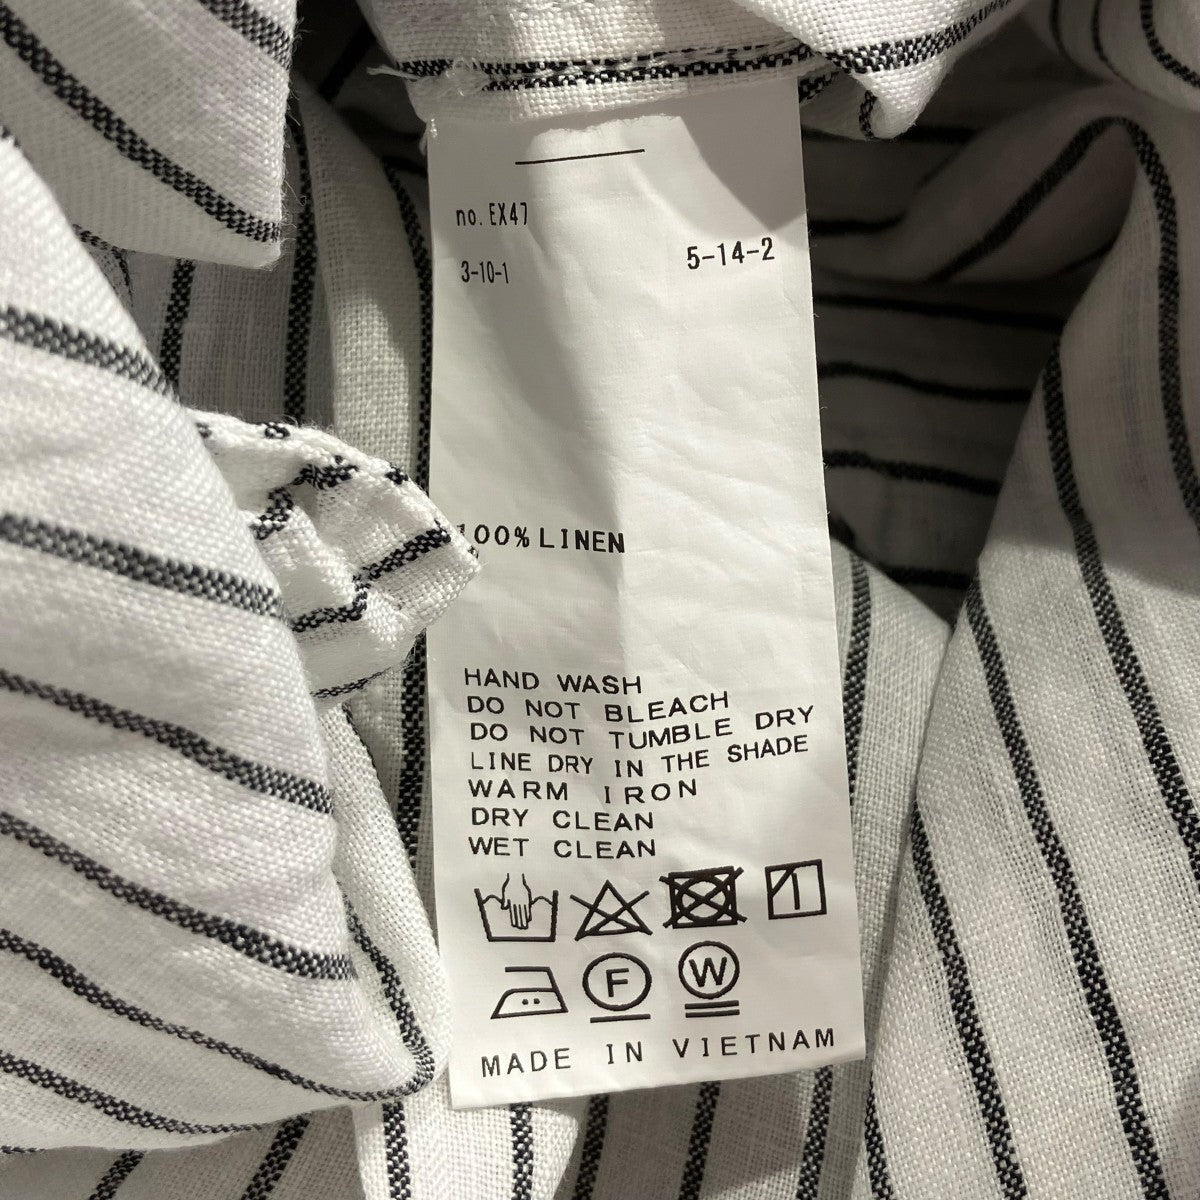 no. EX47
3-10-1
5-14-2
100% LINEN
HAND WASH
DO NOT BLEACH
DO NOT TUMBLE DRY
LINE DRY IN THE SHADE
WARM IRON
DRY CLEAN
WET CLEAN
F
W
MADE IN VIETNAM